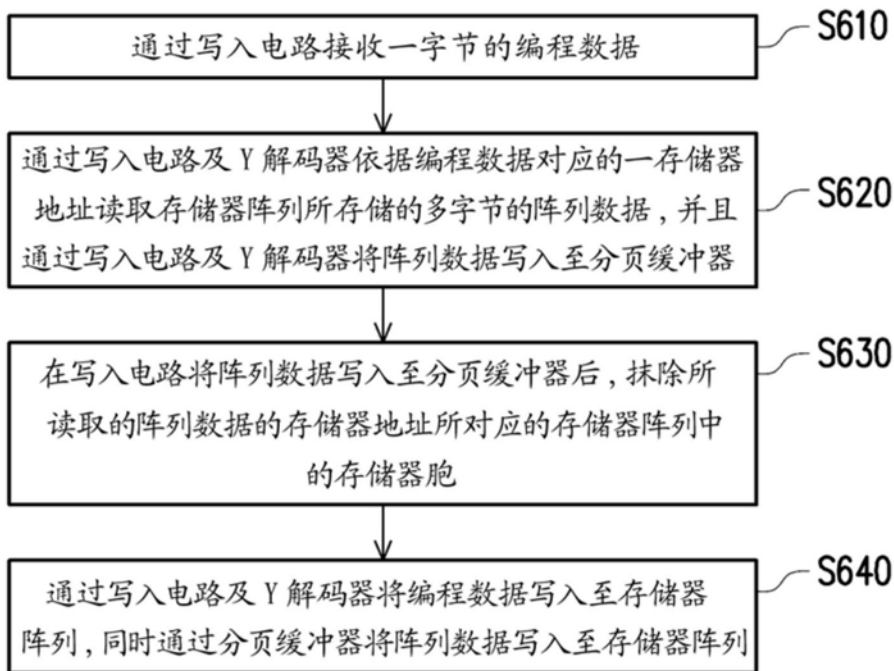 通过写入电路接收一字节的编程数据
S610
通过写入电路及 Y 解码器依据编程数据对应的一存储器
地址读取存储器阵列所存储的多字节的阵列数据,并且
通过写入电路及 Y 解码器将阵列数据写入至分页缓冲器
S620
在写入电路将阵列数据写入至分页缓冲器后,抹除所
读取的阵列数据的存储器地址所对应的存储器阵列中
的存储器胞
S630
通过写入电路及 Y 解码器将编程数据写入至存储器
阵列,同时通过分页缓冲器将阵列数据写入至存储器阵列
S640